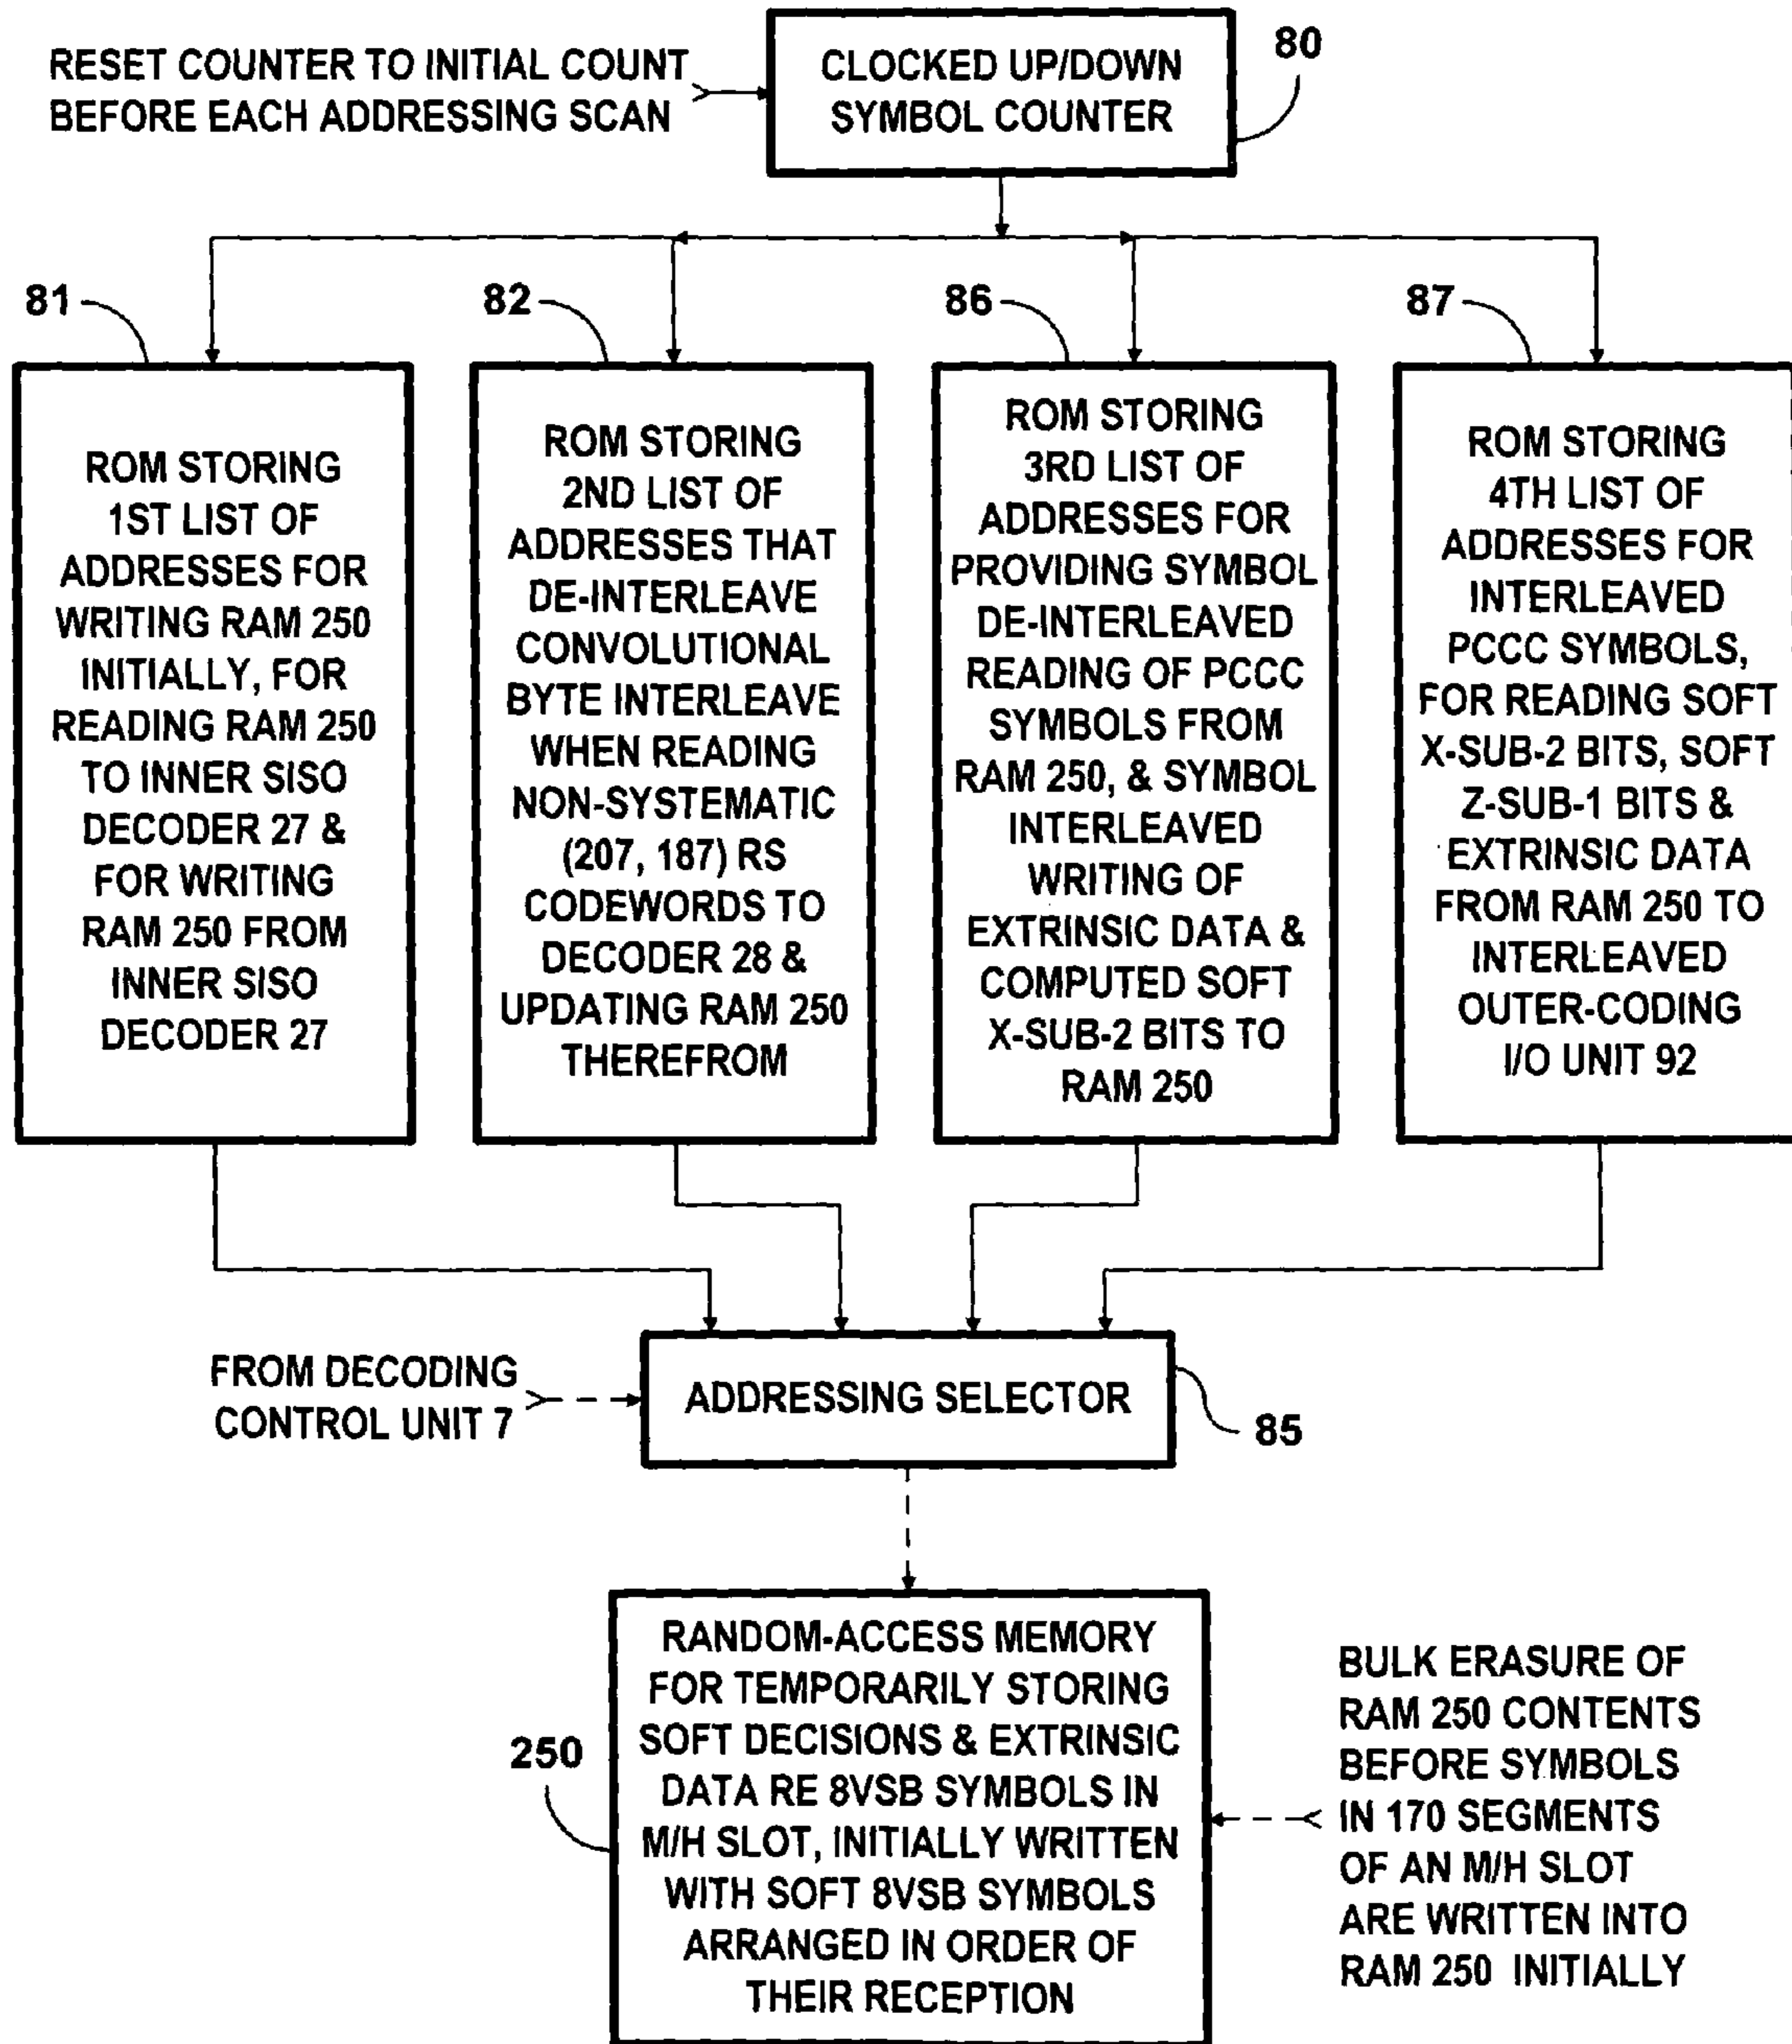 RESET COUNTER TO INITIAL COUNT
BEFORE EACH ADDRESSING SCAN
CLOCKED UP/DOWN
SYMBOL COUNTER
80
81
82
86
87
ROM STORING
1ST LIST OF
ADDRESSES FOR
WRITING RAM 250
INITIALLY, FOR
READING RAM 250
TO INNER SISO
DECODER 27 &
FOR WRITING
RAM 250 FROM
INNER SISO
DECODER 27
ROM STORING
2ND LIST OF
ADDRESSES THAT
DE-INTERLEAVE
CONVOLUTIONAL
BYTE INTERLEAVE
WHEN READING
NON-SYSTEMATIC
(207, 187) RS
CODEWORDS TO
DECODER 28 &
UPDATING RAM 250
THEREFROM
ROM STORING
3RD LIST OF
ADDRESSES FOR
PROVIDING SYMBOL
DE-INTERLEAVED
READING OF PCCC
SYMBOLS FROM
RAM 250, & SYMBOL
INTERLEAVED
WRITING OF
EXTRINSIC DATA &
COMPUTED SOFT
X-SUB-2 BITS TO
RAM 250
ROM STORING
4TH LIST OF
ADDRESSES FOR
INTERLEAVED
PCCC SYMBOLS,
FOR READING SOFT
X-SUB-2 BITS, SOFT
Z-SUB-1 BITS &
EXTRINSIC DATA
FROM RAM 250 TO
INTERLEAVED
OUTER-CODING
I/O UNIT 92
FROM DECODING
CONTROL UNIT 7
ADDRESSING SELECTOR
85
250
RANDOM-ACCESS MEMORY
FOR TEMPORARILY STORING
SOFT DECISIONS & EXTRINSIC
DATA RE 8VSB SYMBOLS IN
M/H SLOT, INITIALLY WRITTEN
WITH SOFT 8VSB SYMBOLS
ARRANGED IN ORDER OF
THEIR RECEPTION
BULK ERASURE OF
RAM 250 CONTENTS
BEFORE SYMBOLS
IN 170 SEGMENTS
OF AN M/H SLOT
ARE WRITTEN INTO
RAM 250 INITIALLY